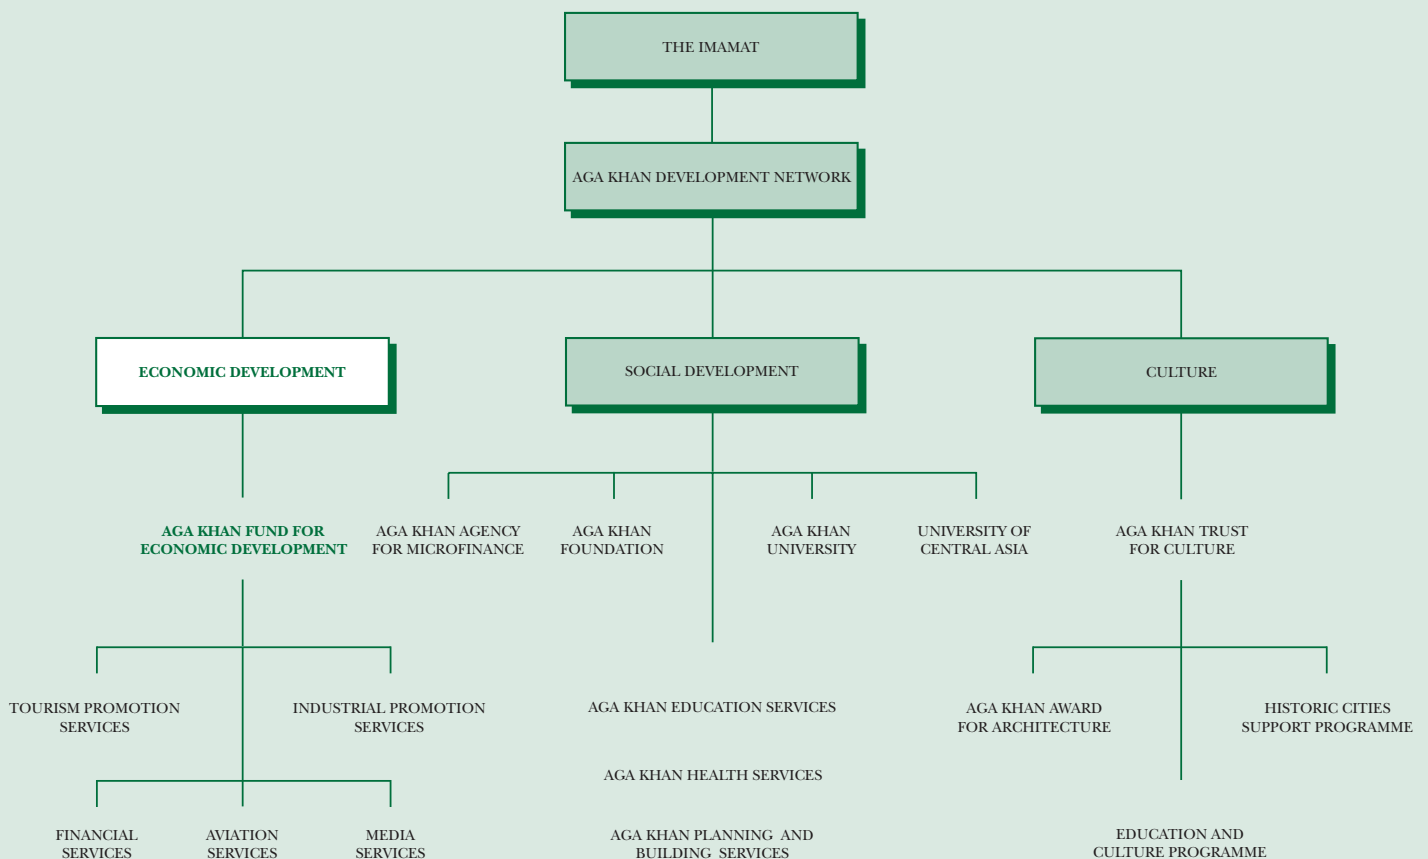 THE IMAMAT
AGA KHAN DEVELOPMENT NETWORK
ECONOMIC DEVELOPMENT
SOCIAL DEVELOPMENT
CULTURE
AGA KHAN FUND FOR
ECONOMIC DEVELOPMENT
AGA KHAN AGENCY
FOR MICROFINANCE
AGA KHAN
FOUNDATION
AGA KHAN
UNIVERSITY
UNIVERSITY OF
CENTRAL ASIA
AGA KHAN TRUST
FOR CULTURE
TOURISM PROMOTION
SERVICES
INDUSTRIAL PROMOTION
SERVICES
AGA KHAN EDUCATION SERVICES
AGA KHAN AWARD
FOR ARCHITECTURE
HISTORIC CITIES
SUPPORT PROGRAMME
AGA KHAN HEALTH SERVICES
FINANCIAL
SERVICES
AVIATION
SERVICES
MEDIA
SERVICES
AGA KHAN PLANNING AND
BUILDING SERVICES
EDUCATION AND
CULTURE PROGRAMME